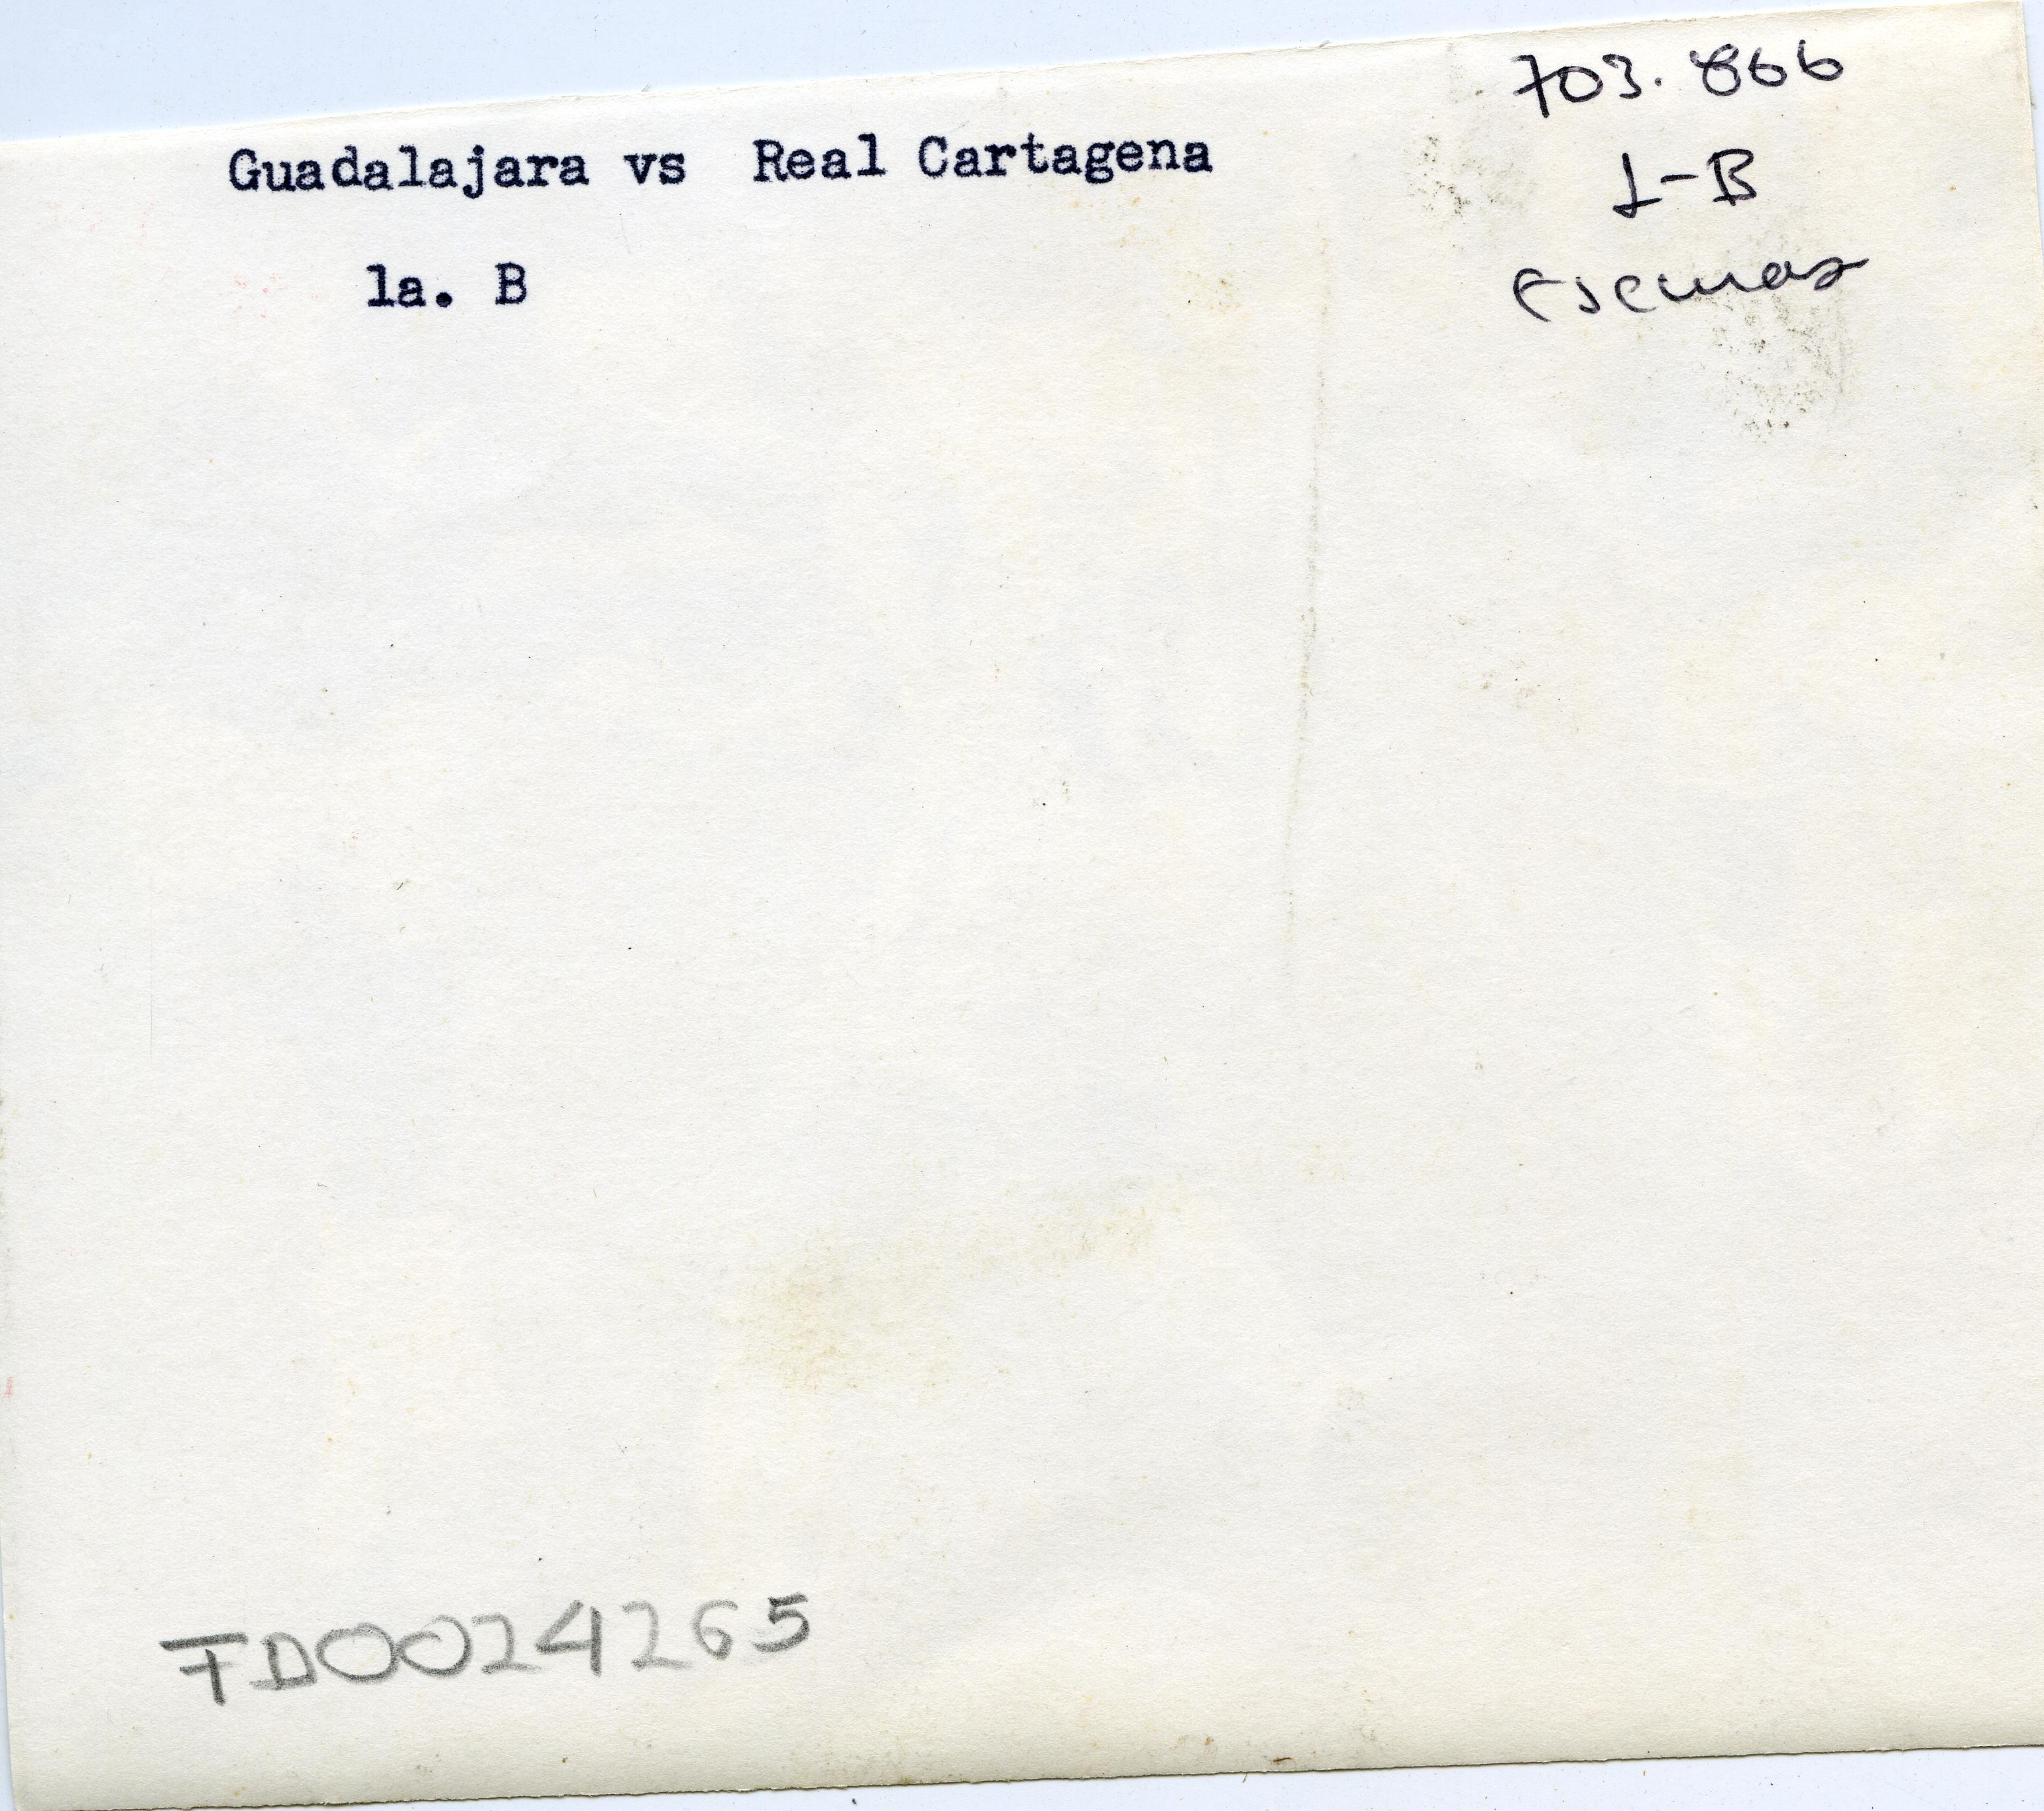 703.866
Guadalajara vs Real Cartagena
1-B
la. B
Escenas
FD0024265